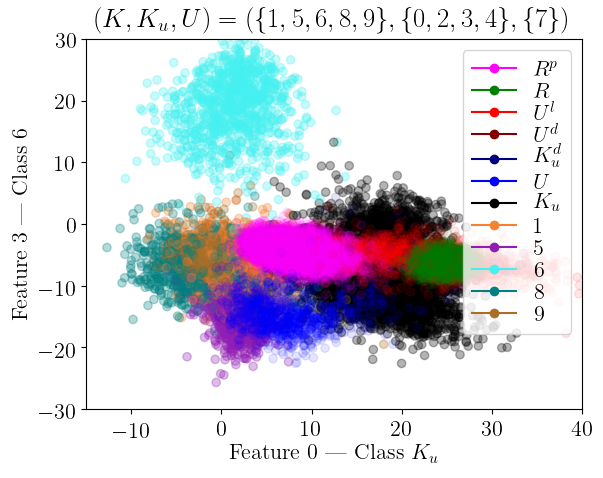 (K, K_u, U) = ({1, 5, 6, 8, 9}, {0, 2, 3, 4}, {7})
30
20
10
0
−10
−20
−30
Feature 3 — Class 6
R^p
R
U^l
U^d
K_u^d
U
K_u
1
5
6
8
9
−10
0
10
20
30
40
Feature 0 — Class K_u